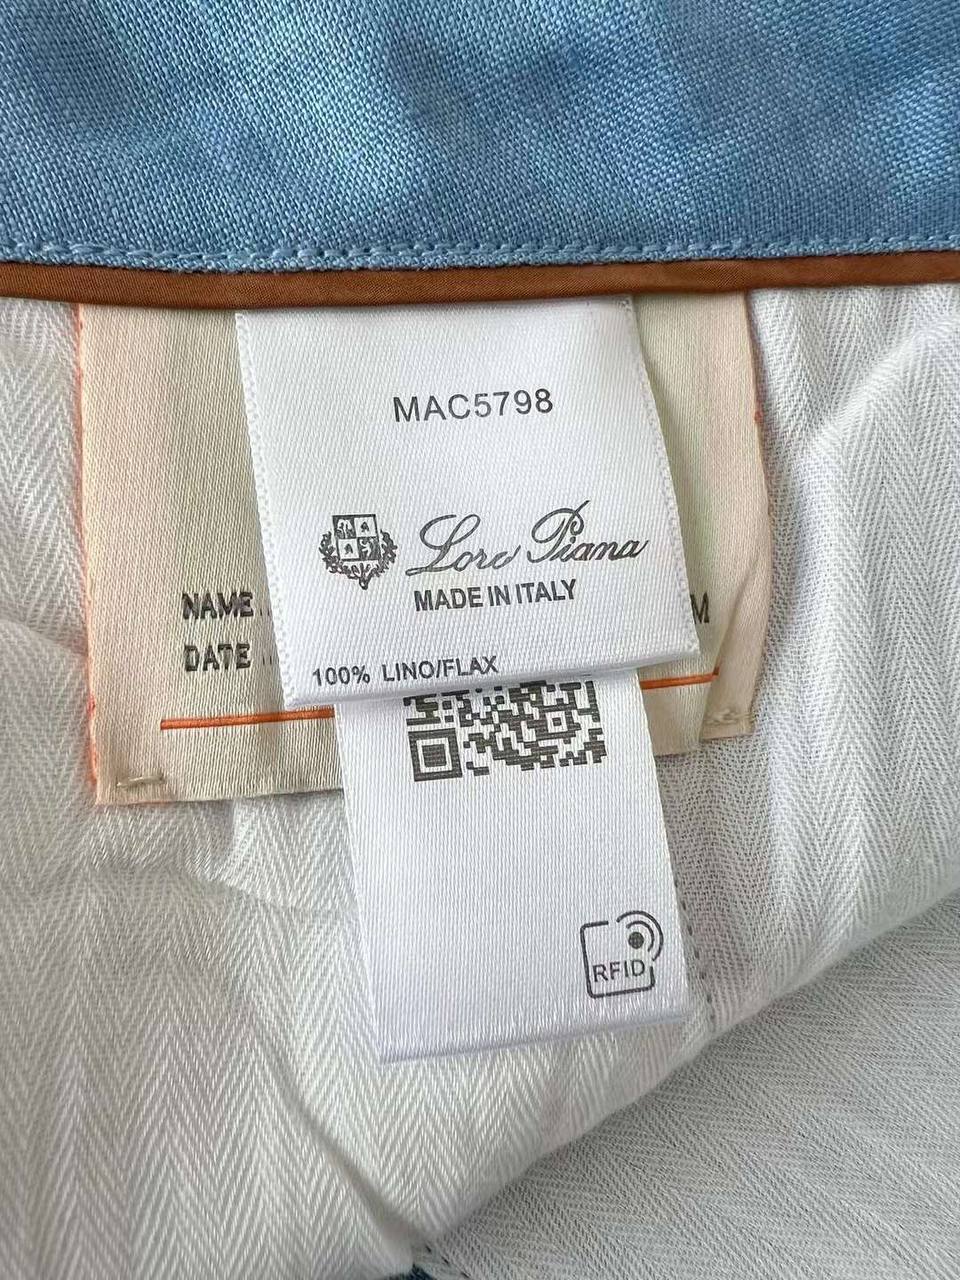 MAC5798
Loro Piana
MADE IN ITALY
NAME
M
DATE
100% LINO/FLAX
RFID